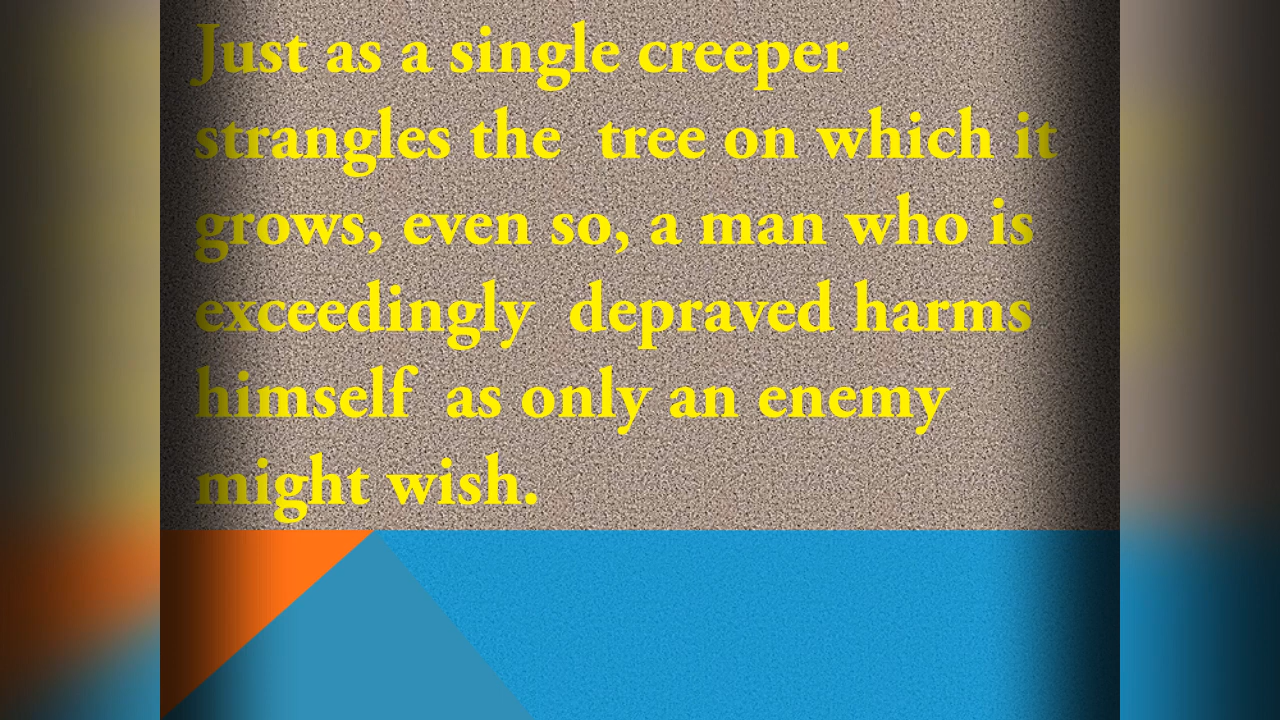 Just as a single creeper
strangles the  tree on which it
grows, even so, a man who is
exceedingly  depraved harms
himself  as only an enemy
might wish.